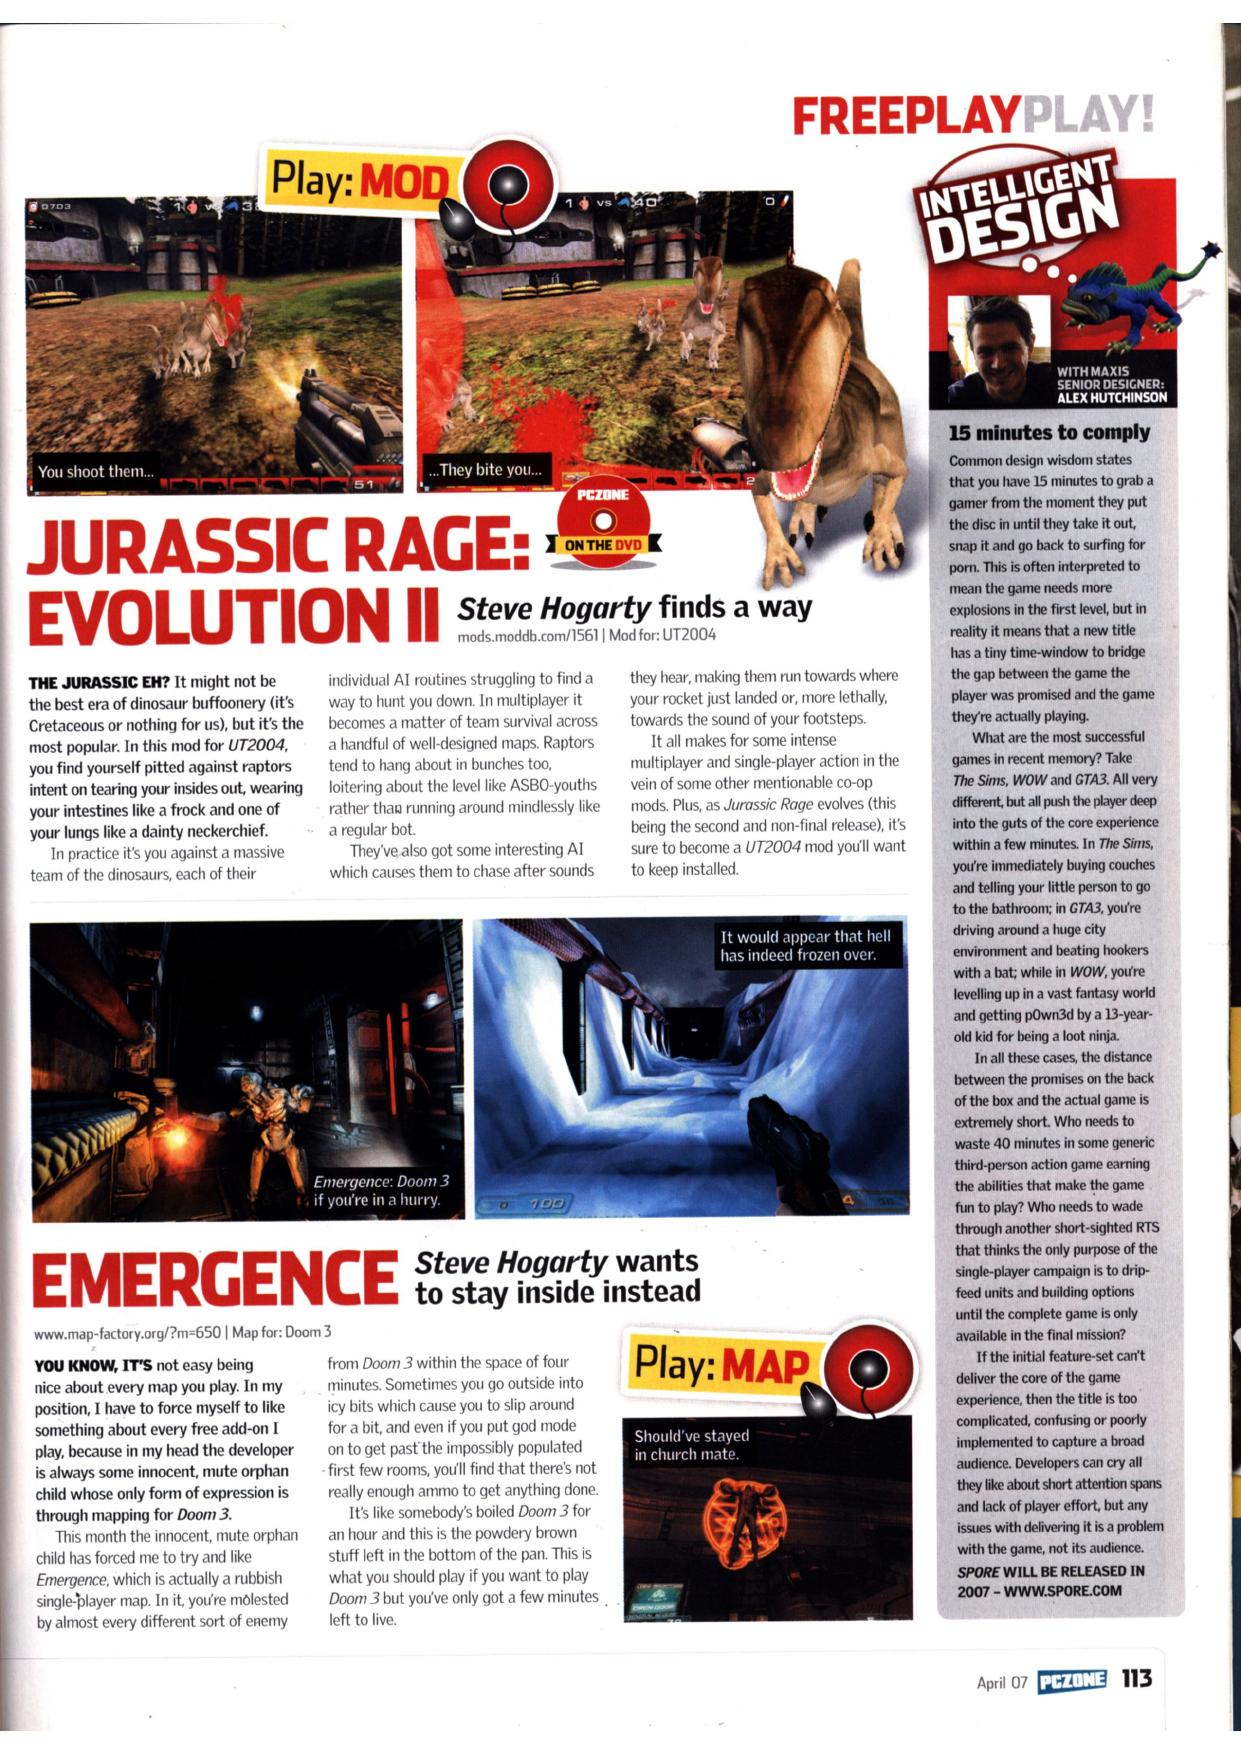 FREEPLAYPLAY!
Play: MOD
0703
1 vs 3
1 vs 40
0
You shoot them...
51
...They bite you...
2
PCZONE
ON THE DVD
JURASSIC RAGE:
EVOLUTION II
Steve Hogarty finds a way
mods.moddb.com/1561 | Mod for: UT2004
THE JURASSIC EH? It might not be
the best era of dinosaur buffoonery (it's
Cretaceous or nothing for us), but it's the
most popular. In this mod for UT2004,
you find yourself pitted against raptors
intent on tearing your insides out, wearing
your intestines like a frock and one of
your lungs like a dainty neckerchief.
In practice it's you against a massive
team of the dinosaurs, each of their
individual AI routines struggling to find a
way to hunt you down. In multiplayer it
becomes a matter of team survival across
a handful of well-designed maps. Raptors
tend to hang about in bunches too,
loitering about the level like ASBO-youths
rather than running around mindlessly like
a regular bot.
They've also got some interesting AI
which causes them to chase after sounds
they hear, making them run towards where
your rocket just landed or, more lethally,
towards the sound of your footsteps.
It all makes for some intense
multiplayer and single-player action in the
vein of some other mentionable co-op
mods. Plus, as Jurassic Rage evolves (this
being the second and non-final release), it's
sure to become a UT2004 mod you'll want
to keep installed.
Emergence: Doom 3
if you're in a hurry.
It would appear that hell
has indeed frozen over.
0 100
4
EMERGENCE
Steve Hogarty wants
to stay inside instead
www.map-factory.org/?m=650 | Map for: Doom 3
YOU KNOW, IT'S not easy being
nice about every map you play. In my
position, I have to force myself to like
something about every free add-on I
play, because in my head the developer
is always some innocent, mute orphan
child whose only form of expression is
through mapping for Doom 3.
This month the innocent, mute orphan
child has forced me to try and like
Emergence, which is actually a rubbish
single-player map. In it, you're molested
by almost every different sort of enemy
from Doom 3 within the space of four
minutes. Sometimes you go outside into
icy bits which cause you to slip around
for a bit, and even if you put god mode
on to get past the impossibly populated
first few rooms, you'll find that there's not
really enough ammo to get anything done.
It's like somebody's boiled Doom 3 for
an hour and this is the powdery brown
stuff left in the bottom of the pan. This is
what you should play if you want to play
Doom 3 but you've only got a few minutes
left to live.
Play: MAP
Should've stayed
in church mate.
INTELLIGENT
DESIGN
WITH MAXIS
SENIOR DESIGNER:
ALEX HUTCHINSON
15 minutes to comply
Common design wisdom states
that you have 15 minutes to grab a
gamer from the moment they put
the disc in until they take it out,
snap it and go back to surfing for
porn. This is often interpreted to
mean the game needs more
explosions in the first level, but in
reality it means that a new title
has a tiny time-window to bridge
the gap between the game the
player was promised and the game
they're actually playing.
What are the most successful
games in recent memory? Take
The Sims, WOW and GTA3. All very
different, but all push the player deep
into the guts of the core experience
within a few minutes. In The Sims,
you're immediately buying couches
and telling your little person to go
to the bathroom; in GTA3, you're
driving around a huge city
environment and beating hookers
with a bat; while in WOW, you're
levelling up in a vast fantasy world
and getting p0wn3d by a 13-year-
old kid for being a loot ninja.
In all these cases, the distance
between the promises on the back
of the box and the actual game is
extremely short. Who needs to
waste 40 minutes in some generic
third-person action game earning
the abilities that make the game
fun to play? Who needs to wade
through another short-sighted RTS
that thinks the only purpose of the
single-player campaign is to drip-
feed units and building options
until the complete game is only
available in the final mission?
If the initial feature-set can't
deliver the core of the game
experience, then the title is too
complicated, confusing or poorly
implemented to capture a broad
audience. Developers can cry all
they like about short attention spans
and lack of player effort, but any
issues with delivering it is a problem
with the game, not its audience.
SPORE WILL BE RELEASED IN
2007 – WWW.SPORE.COM
April 07 PCZONE 113